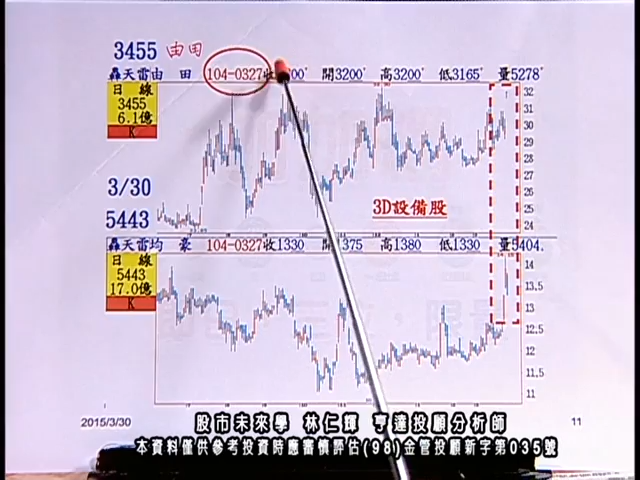 3455 由田
轟天雷由 田 104-0327收 00 開3200 高3200 低3165 量5278
日 線
3455
6.1億
K
32
31
30
29
28
27
26
25
24
3/30
5443
3D設備股
轟天雷均 豪 104-0327收1330 開1375 高1380 低1330 量5404
日 線
5443
17.0億
K
14
13.5
13
12.5
12
11.5
11
2015/3/30
11
股市未來學 林仁輝 亨達投顧分析師
本資料僅供參考投資時應審慎評估(98)金管投顧新字第035號